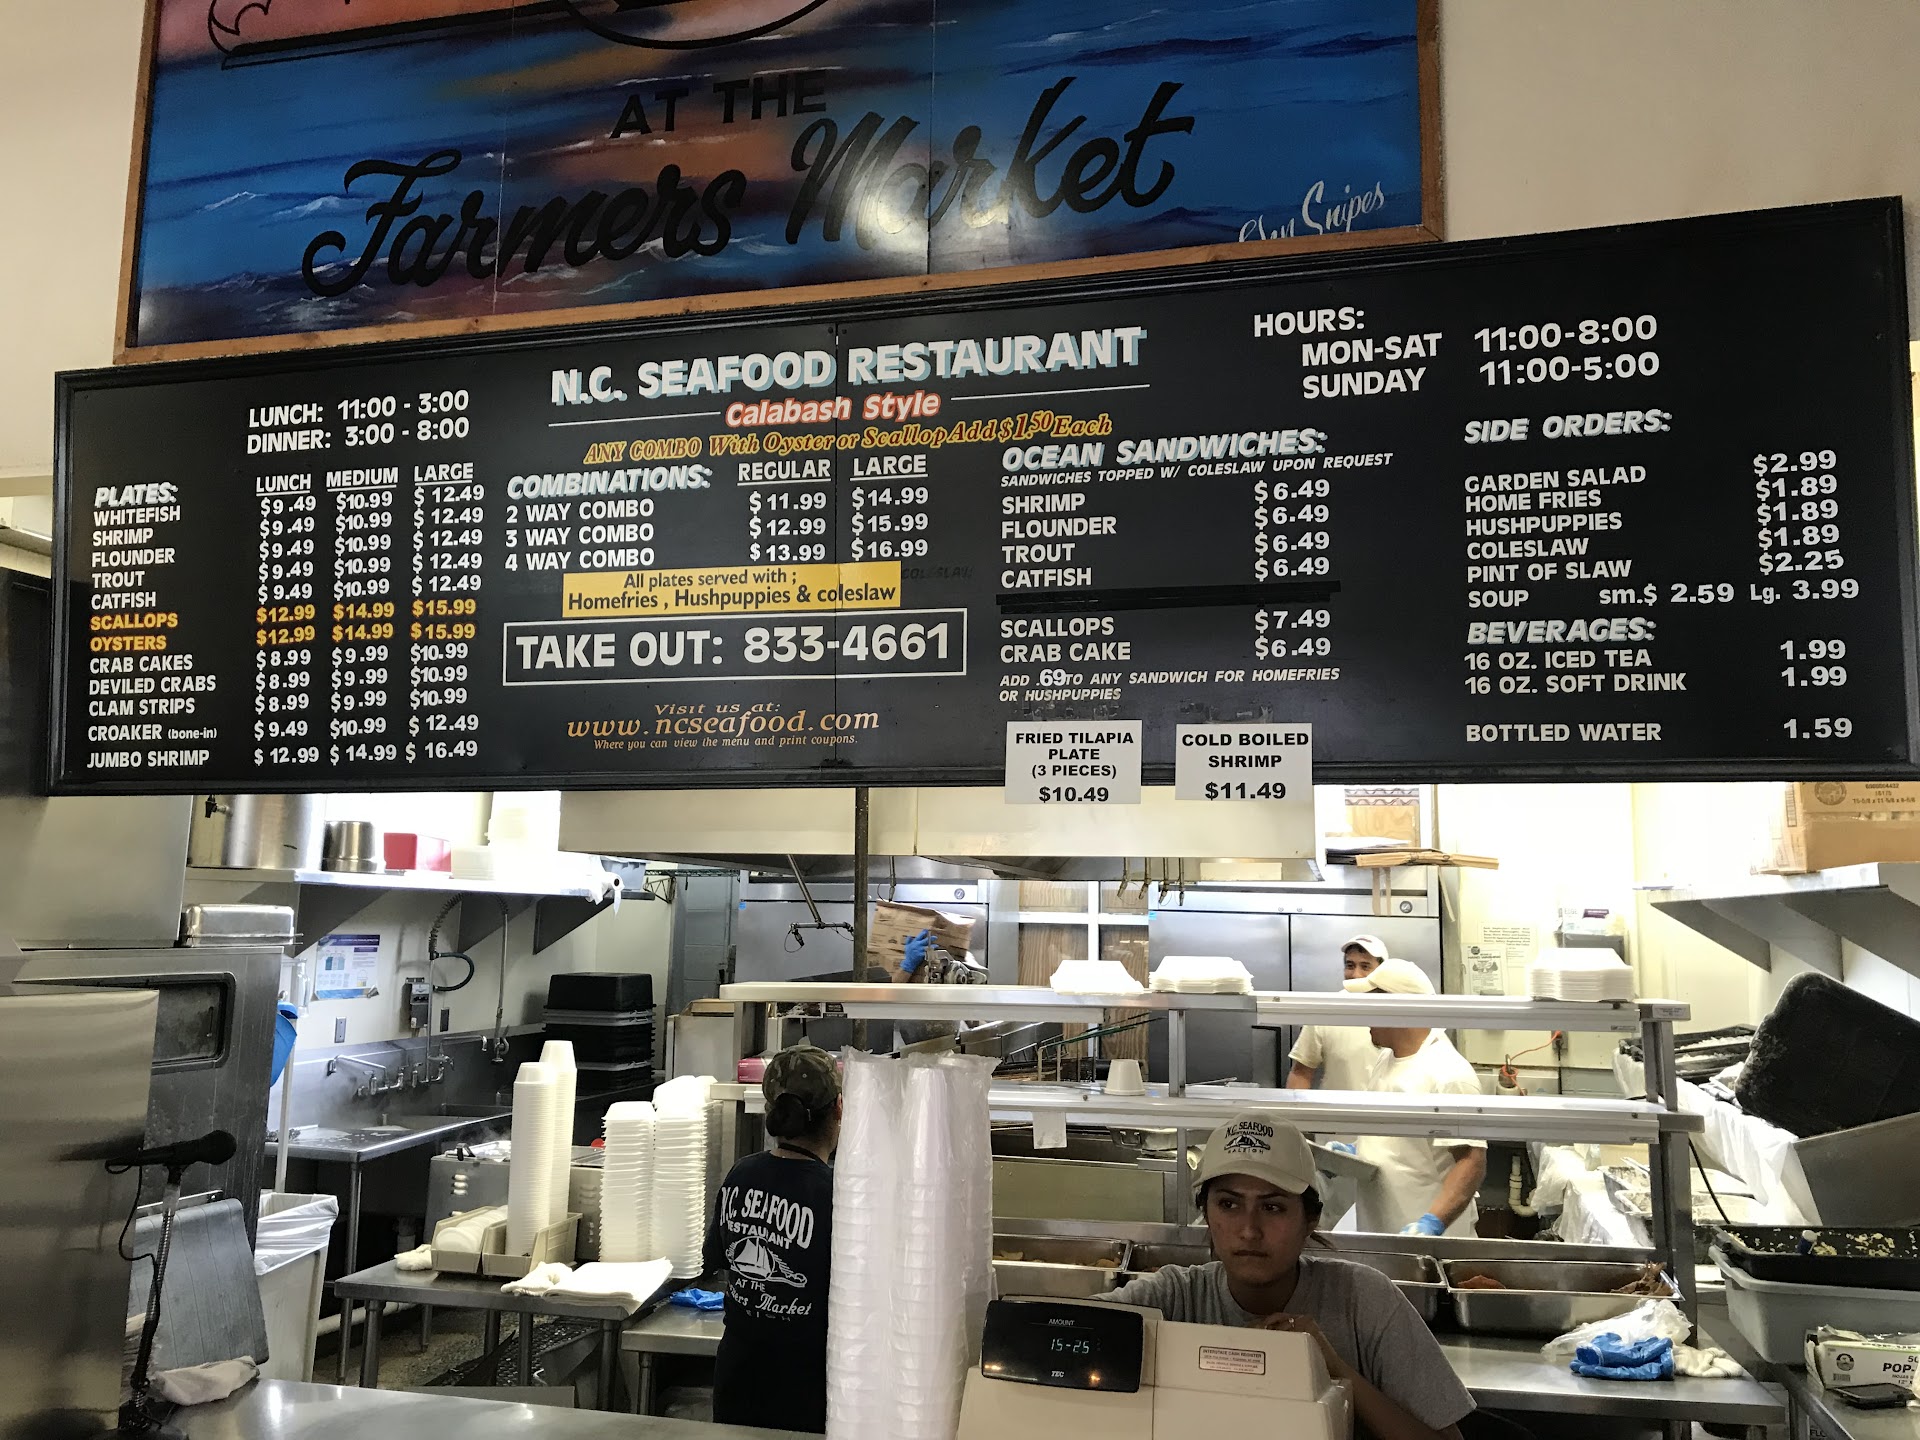 AT THE
Farmers Market
Snipes
N.C. SEAFOOD RESTAURANT
Calabash Style
ANY COMBO With Oyster or Scallop Add $1.50 Each
LUNCH: 11:00 - 3:00
DINNER: 3:00 - 8:00
PLATES: LUNCH MEDIUM LARGE
WHITEFISH $9.49 $10.99 $12.49
SHRIMP $9.49 $10.99 $12.49
FLOUNDER $9.49 $10.99 $12.49
TROUT $9.49 $10.99 $12.49
CATFISH $9.49 $10.99 $12.49
SCALLOPS $12.99 $14.99 $15.99
OYSTERS $12.99 $14.99 $15.99
CRAB CAKES $8.99 $9.99 $10.99
DEVILED CRABS $8.99 $9.99 $10.99
CLAM STRIPS $8.99 $9.99 $10.99
CROAKER (bone-in) $9.49 $10.99 $12.49
JUMBO SHRIMP $12.99 $14.99 $16.49
COMBINATIONS: REGULAR LARGE
2 WAY COMBO $11.99 $14.99
3 WAY COMBO $12.99 $15.99
4 WAY COMBO $13.99 $16.99
All plates served with ;
Homefries , Hushpuppies & coleslaw
COLESLAW
TAKE OUT: 833-4661
Visit us at:
www.ncseafood.com
Where you can view the menu and print coupons.
OCEAN SANDWICHES:
SANDWICHES TOPPED W/ COLESLAW UPON REQUEST
SHRIMP $6.49
FLOUNDER $6.49
TROUT $6.49
CATFISH $6.49
SCALLOPS $7.49
CRAB CAKE $6.49
ADD .69 TO ANY SANDWICH FOR HOMEFRIES
OR HUSHPUPPIES
FRIED TILAPIA
PLATE
(3 PIECES)
$10.49
COLD BOILED
SHRIMP
$11.49
HOURS:
MON-SAT 11:00-8:00
SUNDAY 11:00-5:00
SIDE ORDERS:
GARDEN SALAD $2.99
HOME FRIES $1.89
HUSHPUPPIES $1.89
COLESLAW $1.89
PINT OF SLAW $2.25
SOUP sm.$ 2.59 Lg. 3.99
BEVERAGES:
16 OZ. ICED TEA 1.99
16 OZ. SOFT DRINK 1.99
BOTTLED WATER 1.59
N.C. SEAFOOD
RESTAURANT
AT THE
Market
N.C. SEAFOOD
RESTAURANT
RALEIGH
AMOUNT
15-25
TEC
POP-